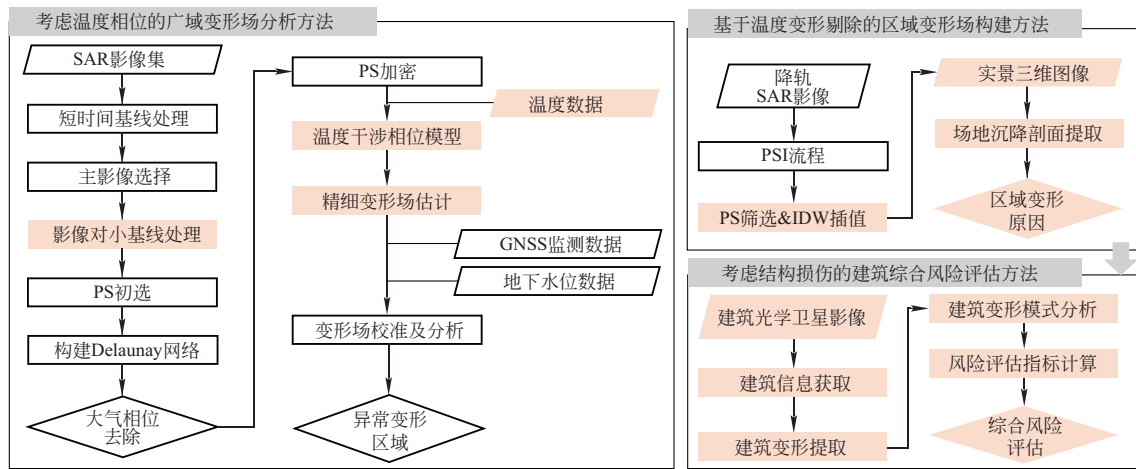 考虑温度相位的广域变形场分析方法
SAR影像集
短时间基线处理
主影像选择
影像对小基线处理
PS初选
构建Delaunay网络
大气相位
去除
PS加密
温度数据
温度干涉相位模型
精细变形场估计
GNSS监测数据
地下水位数据
变形场校准及分析
异常变形
区域
基于温度变形剔除的区域变形场构建方法
降轨
SAR影像
PSI流程
PS筛选&IDW插值
实景三维图像
场地沉降剖面提取
区域变形
原因
考虑结构损伤的建筑综合风险评估方法
建筑光学卫星影像
建筑信息获取
建筑变形提取
建筑变形模式分析
风险评估指标计算
综合风险
评估